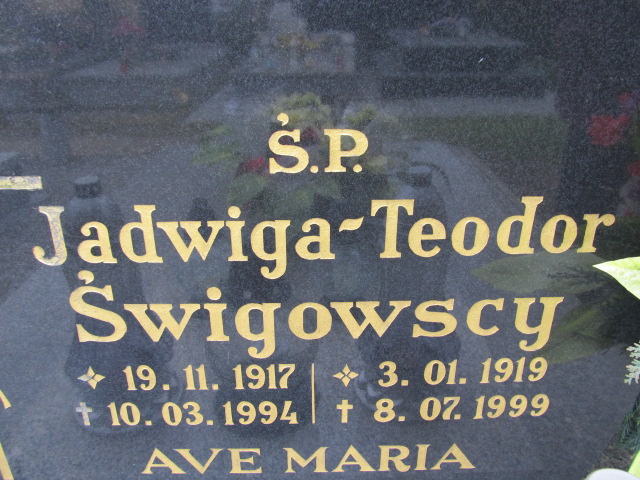 Ś.P.
Jadwiga-Teodor
Świgowscy
19.11.1917 | 3.01.1919
† 10.03.1994 | † 8.07.1999
AVE MARIA